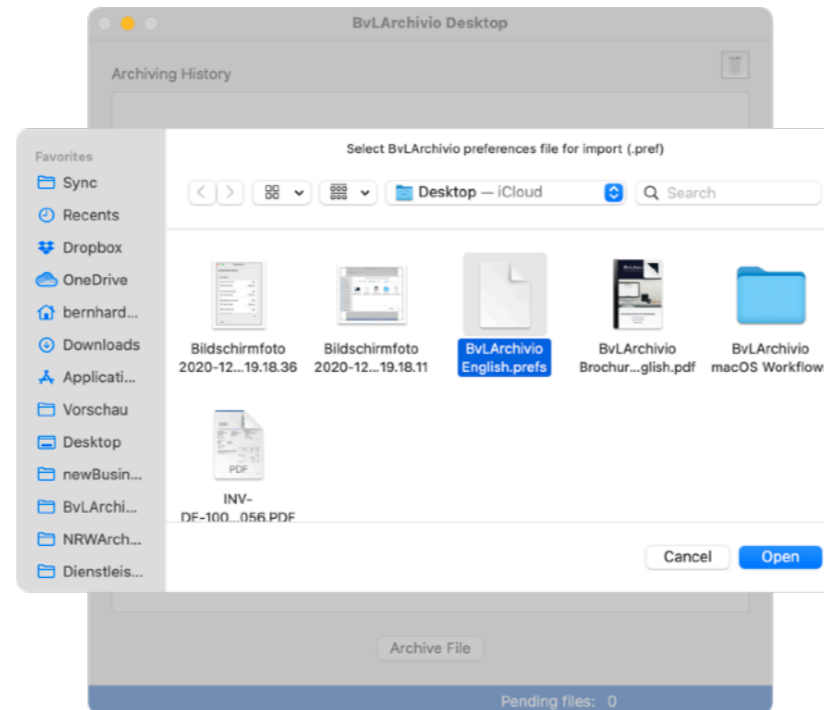 BvLArchivio Desktop
Archiving History
Select BvLArchivio preferences file for import (.pref)
Favorites
Sync
Recents
Dropbox
OneDrive
bernhard...
Downloads
Applicati...
Vorschau
Desktop
newBusin...
BvLArchi...
NRWArch...
Dienstleis...
Desktop — iCloud
Search
Bildschirmfoto
2020-12...19.18.36
Bildschirmfoto
2020-12...19.18.11
BvLArchivio
English.prefs
BvLArchivio
Brochur...glish.pdf
BvLArchivio
macOS Workflow
PDF
INV-
DE-100...056.PDF
Cancel
Open
Archive File
Pending files: 0